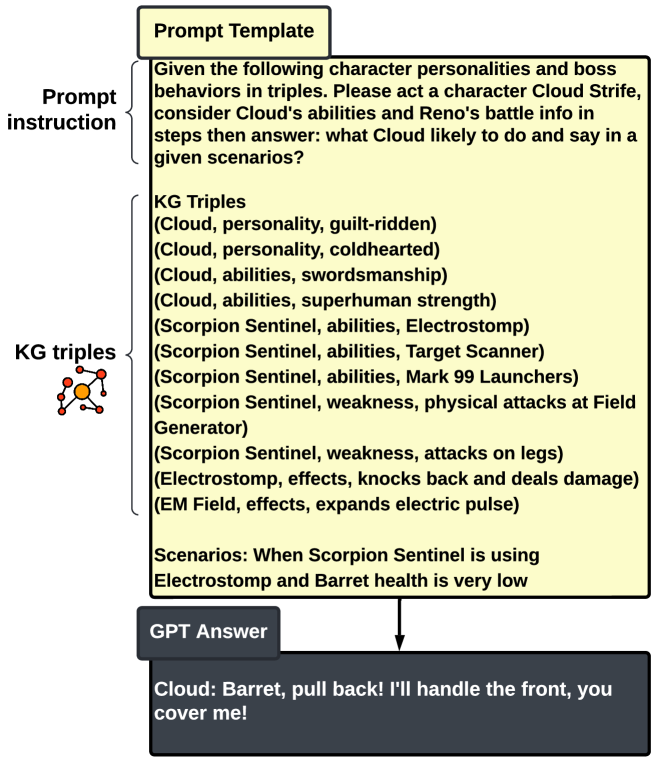 Prompt Template
Prompt
instruction
Given the following character personalities and boss
behaviors in triples. Please act a character Cloud Strife,
consider Cloud's abilities and Reno's battle info in
steps then answer: what Cloud likely to do and say in a
given scenarios?
KG triples
KG Triples
(Cloud, personality, guilt-ridden)
(Cloud, personality, coldhearted)
(Cloud, abilities, swordsmanship)
(Cloud, abilities, superhuman strength)
(Scorpion Sentinel, abilities, Electrostomp)
(Scorpion Sentinel, abilities, Target Scanner)
(Scorpion Sentinel, abilities, Mark 99 Launchers)
(Scorpion Sentinel, weakness, physical attacks at Field
Generator)
(Scorpion Sentinel, weakness, attacks on legs)
(Electrostomp, effects, knocks back and deals damage)
(EM Field, effects, expands electric pulse)
Scenarios: When Scorpion Sentinel is using
Electrostomp and Barret health is very low
GPT Answer
Cloud: Barret, pull back! I'll handle the front, you
cover me!